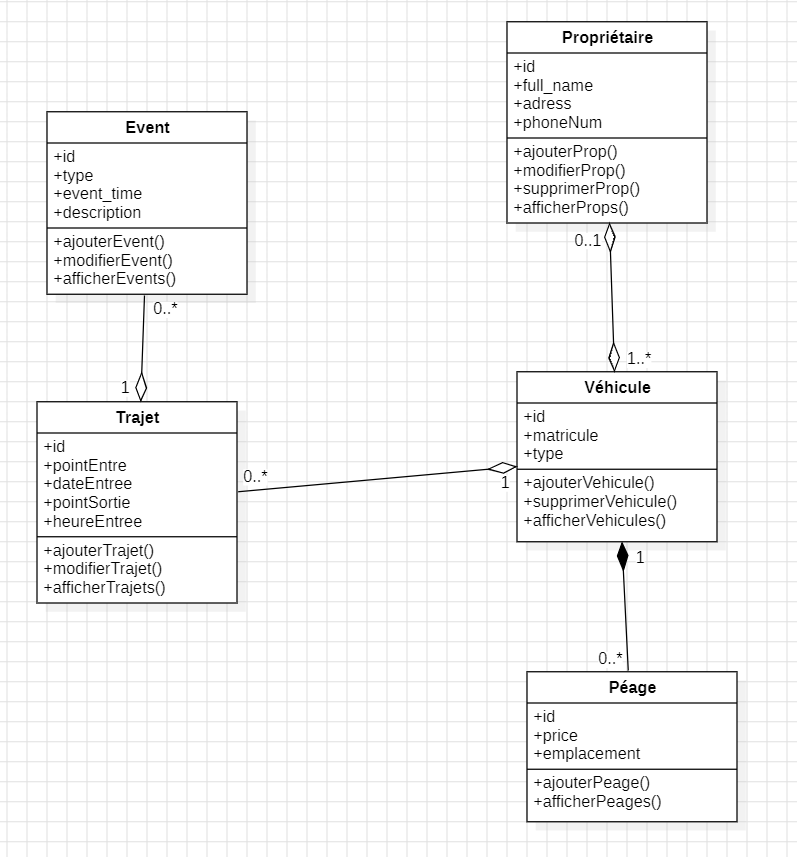 Propriétaire
+id
+full_name
+adress
+phoneNum
+ajouterProp()
+modifierProp()
+supprimerProp()
+afficherProps()
0..1
1..*
Event
+id
+type
+event_time
+description
+ajouterEvent()
+modifierEvent()
+afficherEvents()
0..*
1
Trajet
+id
+pointEntre
+dateEntree
+pointSortie
+heureEntree
+ajouterTrajet()
+modifierTrajet()
+afficherTrajets()
0..*
1
Véhicule
+id
+matricule
+type
+ajouterVehicule()
+supprimerVehicule()
+afficherVehicules()
1
0..*
Péage
+id
+price
+emplacement
+ajouterPeage()
+afficherPeages()